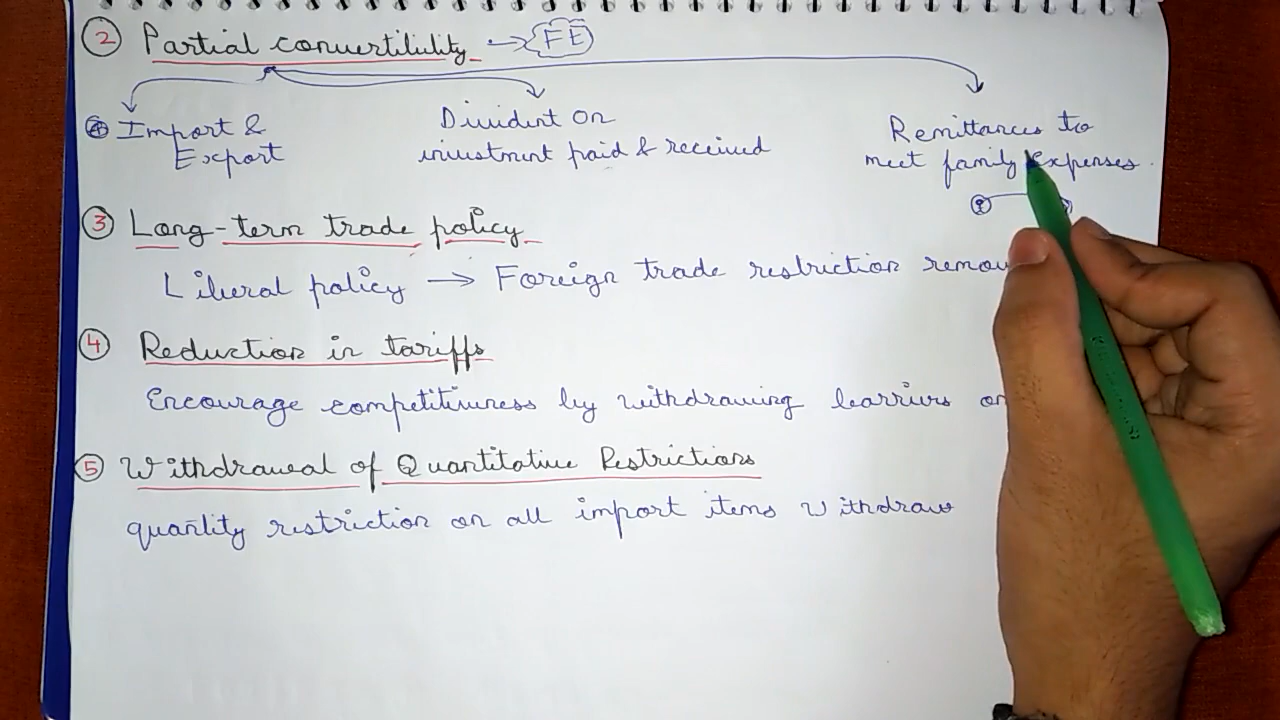 ② Partial convertibility → FE
Import &
Export
Divident on
investment paid & received
Remittances to
meet family expenses.
③ Long-term trade policy
Liberal policy → Foreign trade restriction
④ Reduction in tariffs
Encourage competitiveness by withdrawing barriers on
⑤ Withdrawal of Quantitative Restrictions
quantity restriction on all import items withdraw